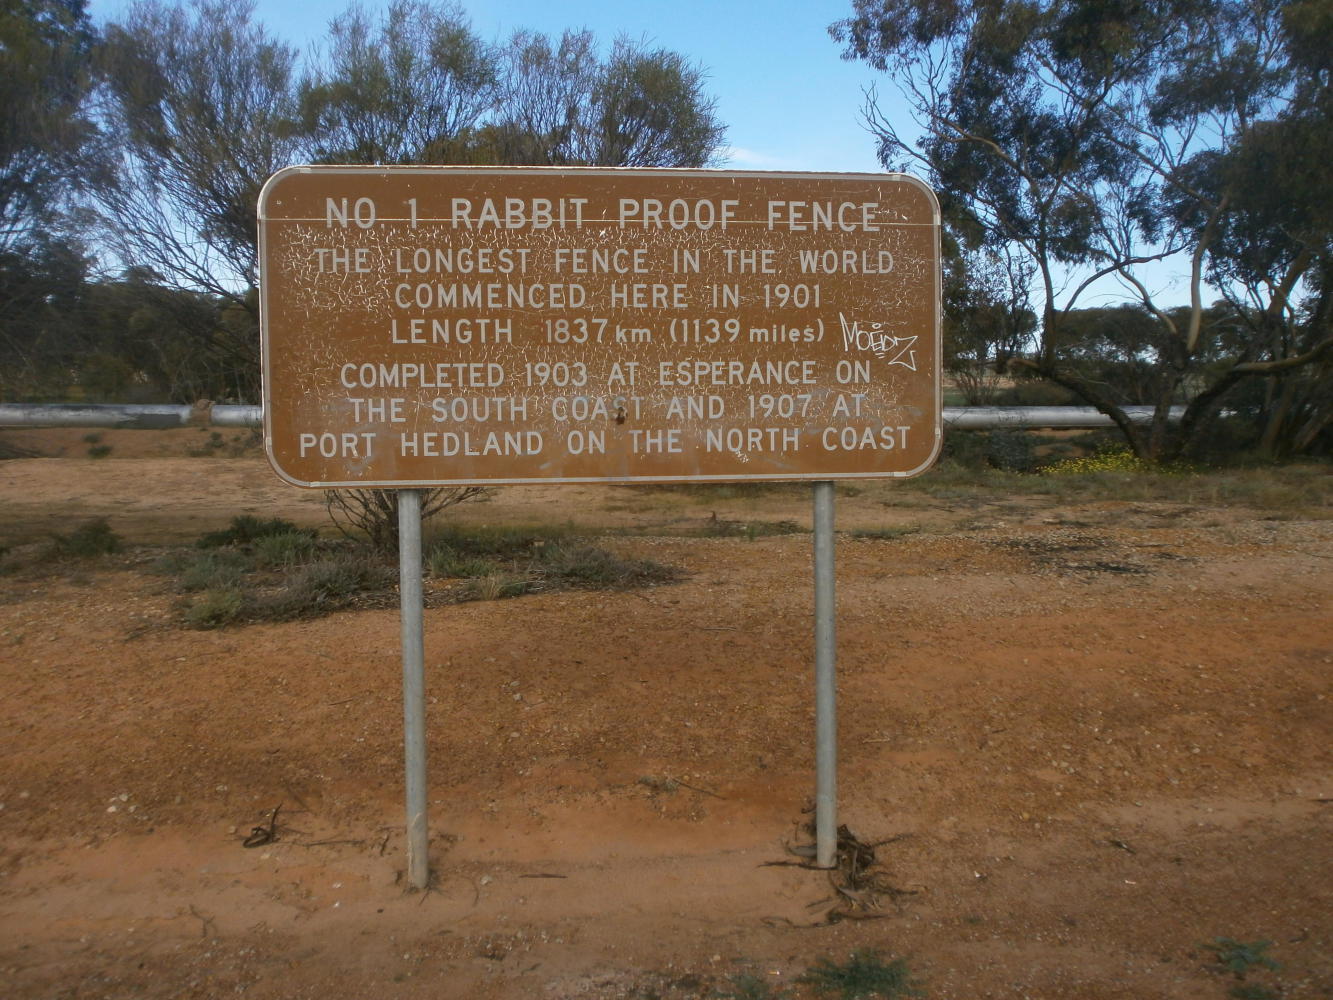 NO. 1 RABBIT PROOF FENCE
THE LONGEST FENCE IN THE WORLD
COMMENCED HERE IN 1901
LENGTH 1837 km (1139 miles)
MOEDZ
COMPLETED 1903 AT ESPERANCE ON
THE SOUTH COAST AND 1907 AT
PORT HEDLAND ON THE NORTH COAST